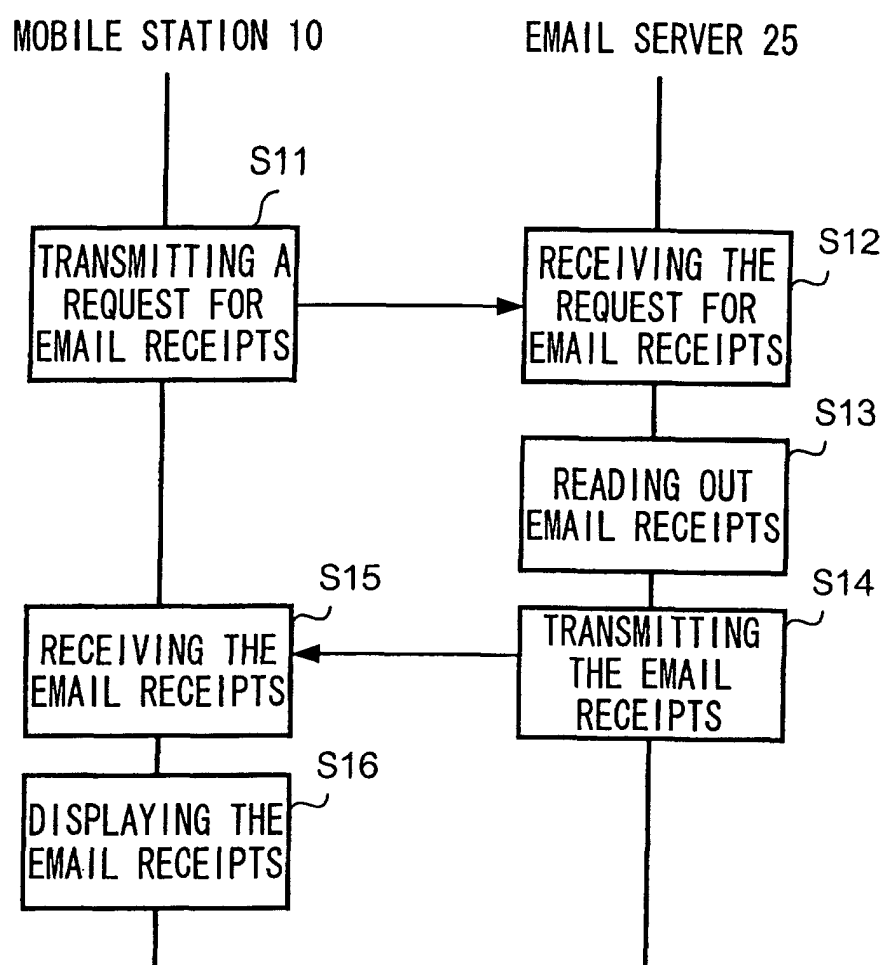 MOBILE STATION 10
EMAIL SERVER 25
S11
TRANSMITTING A
REQUEST FOR
EMAIL RECEIPTS
S12
RECEIVING THE
REQUEST FOR
EMAIL RECEIPTS
S13
READING OUT
EMAIL RECEIPTS
S14
TRANSMITTING
THE EMAIL
RECEIPTS
S15
RECEIVING THE
EMAIL RECEIPTS
S16
DISPLAYING THE
EMAIL RECEIPTS